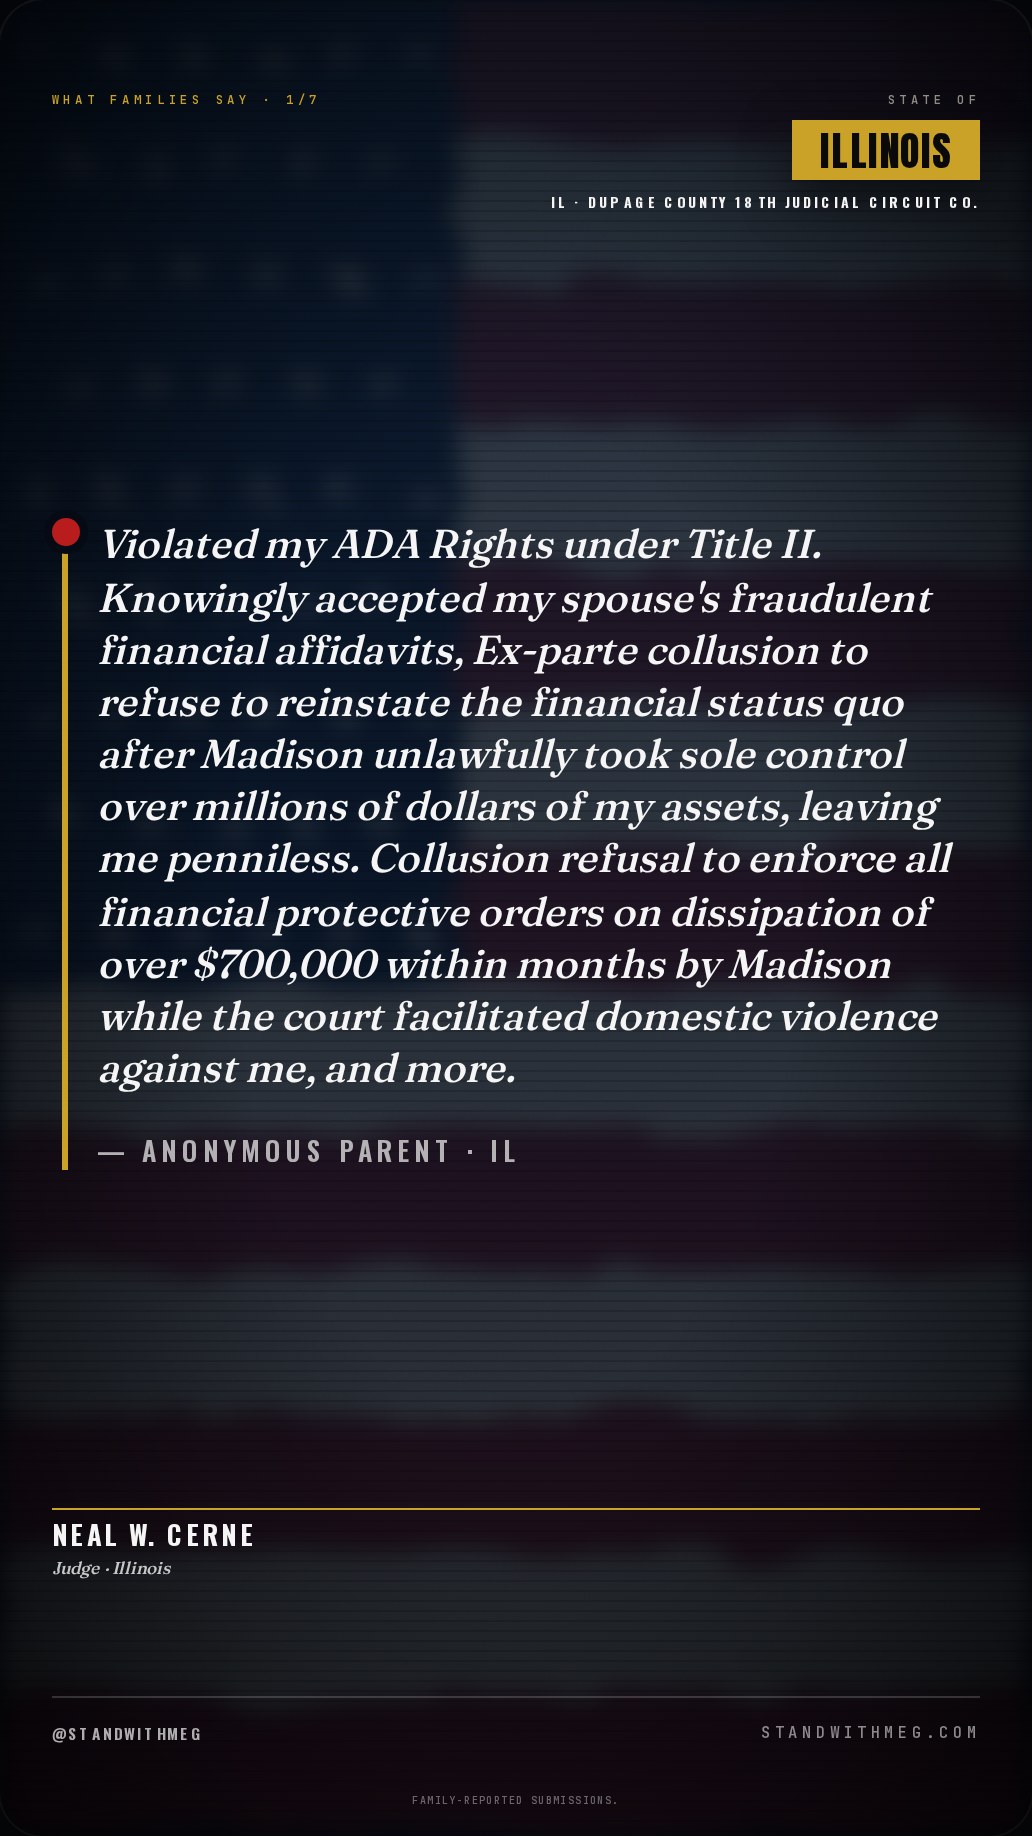 WHAT FAMILIES SAY · 1/7
STATE OF
ILLINOIS
IL · DUPAGE COUNTY 18TH JUDICIAL CIRCUIT CO.
Violated my ADA Rights under Title II.
Knowingly accepted my spouse's fraudulent
financial affidavits, Ex-parte collusion to
refuse to reinstate the financial status quo
after Madison unlawfully took sole control
over millions of dollars of my assets, leaving
me penniless. Collusion refusal to enforce all
financial protective orders on dissipation of
over $700,000 within months by Madison
while the court facilitated domestic violence
against me, and more.
— ANONYMOUS PARENT · IL
NEAL W. CERNE
Judge · Illinois
@STANDWITHMEG
STANDWITHMEG.COM
FAMILY-REPORTED SUBMISSIONS.